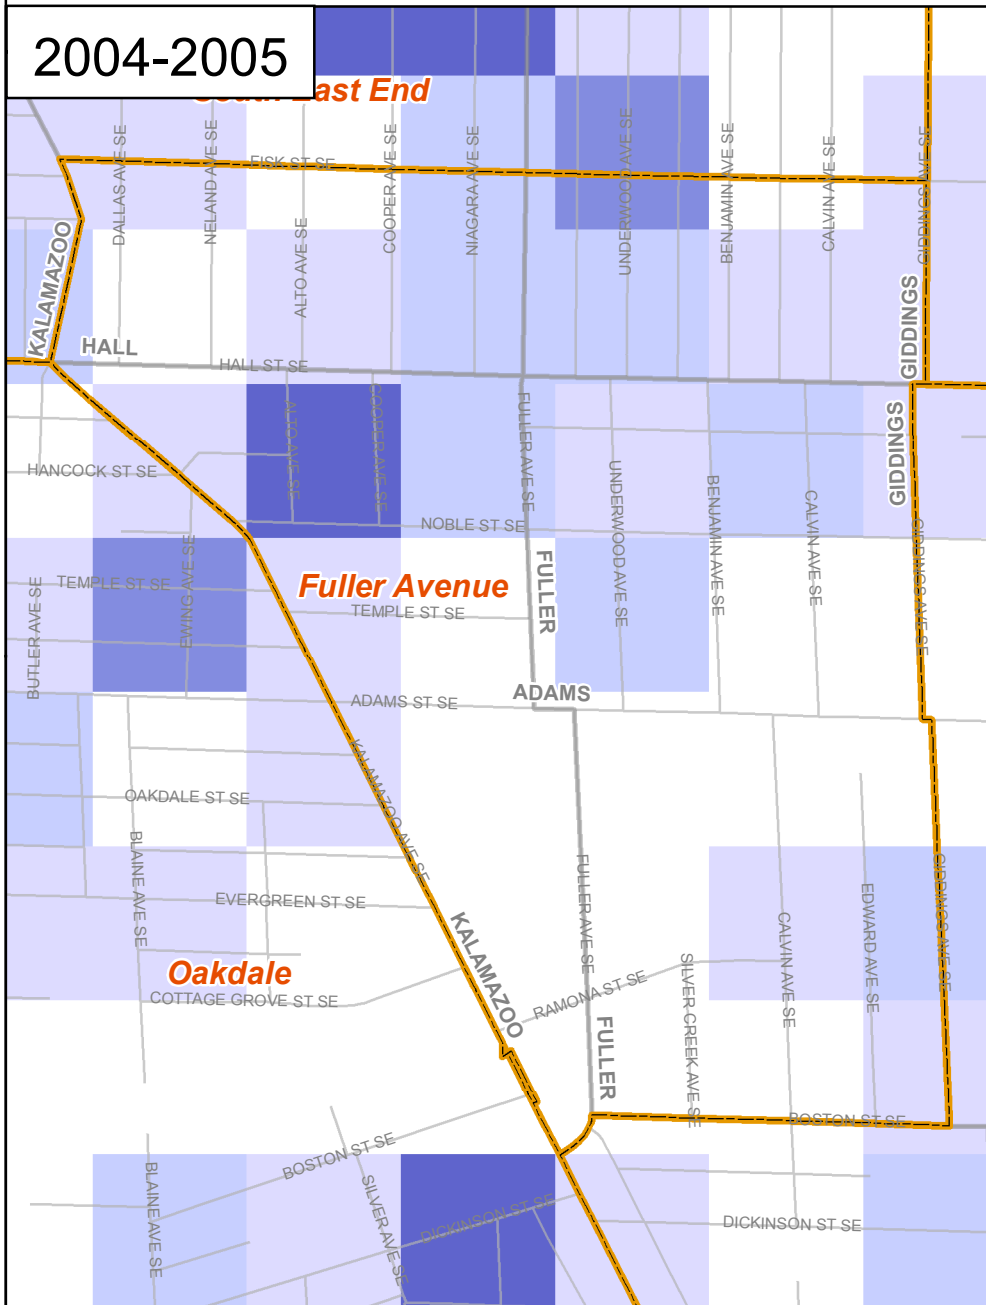 2004-2005
East End
FISK ST SE
DALLAS AVE SE
NELAND AVE SE
ALTO AVE SE
COOPER AVE SE
NIAGARA AVE SE
UNDERWOOD AVE SE
BENJAMIN AVE SE
CALVIN AVE SE
GIDDINGS AVE SE
KALAMAZOO
HALL
HALL ST SE
GIDDINGS
GIDDINGS
ALTO AVE SE
COOPER AVE SE
FULLER AVE SE
UNDERWOOD AVE SE
BENJAMIN AVE SE
CALVIN AVE SE
GIDDINGS AVE SE
HANCOCK ST SE
NOBLE ST SE
EWING AVE SE
BUTLER AVE SE
TEMPLE ST SE
Fuller Avenue
FULLER
TEMPLE ST SE
ADAMS
ADAMS ST SE
KALAMAZOO AVE SE
OAKDALE ST SE
BLAINE AVE SE
EVERGREEN ST SE
FULLER AVE SE
CALVIN AVE SE
EDWARD AVE SE
GIDDINGS AVE SE
KALAMAZOO
Oakdale
COTTAGE GROVE ST SE
RAMONA ST SE
SILVER CREEK AVE SE
FULLER
BOSTON ST SE
BOSTON ST SE
BLAINE AVE SE
SILVER AVE SE
DICKINSON ST SE
DICKINSON ST SE